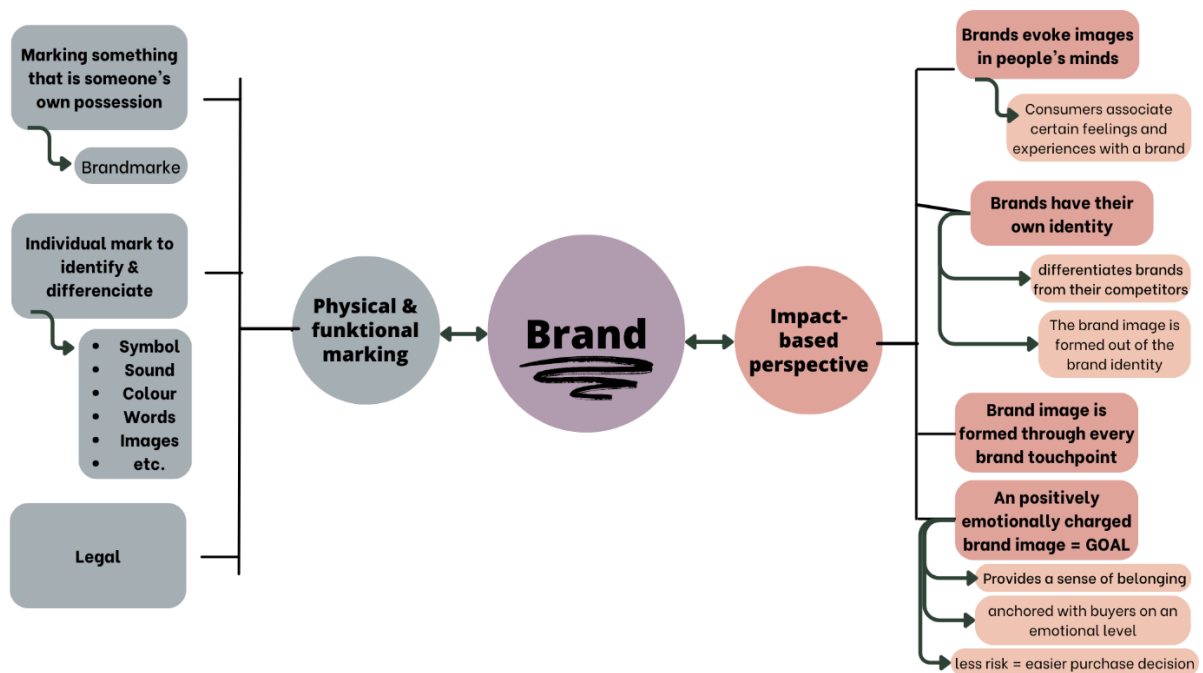 Marking something
that is someone's
own possession
Brandmarke
Individual mark to
identify &
differenciate
• Symbol
• Sound
• Colour
• Words
• Images
• etc.
Legal
Physical &
funktional
marking
Brand
Impact-
based
perspective
Brands evoke images
in people's minds
Consumers associate
certain feelings and
experiences with a brand
Brands have their
own identity
differentiates brands
from their competitors
The brand image is
formed out of the
brand identity
Brand image is
formed through every
brand touchpoint
An positively
emotionally charged
brand image = GOAL
Provides a sense of belonging
anchored with buyers on an
emotional level
less risk = easier purchase decision